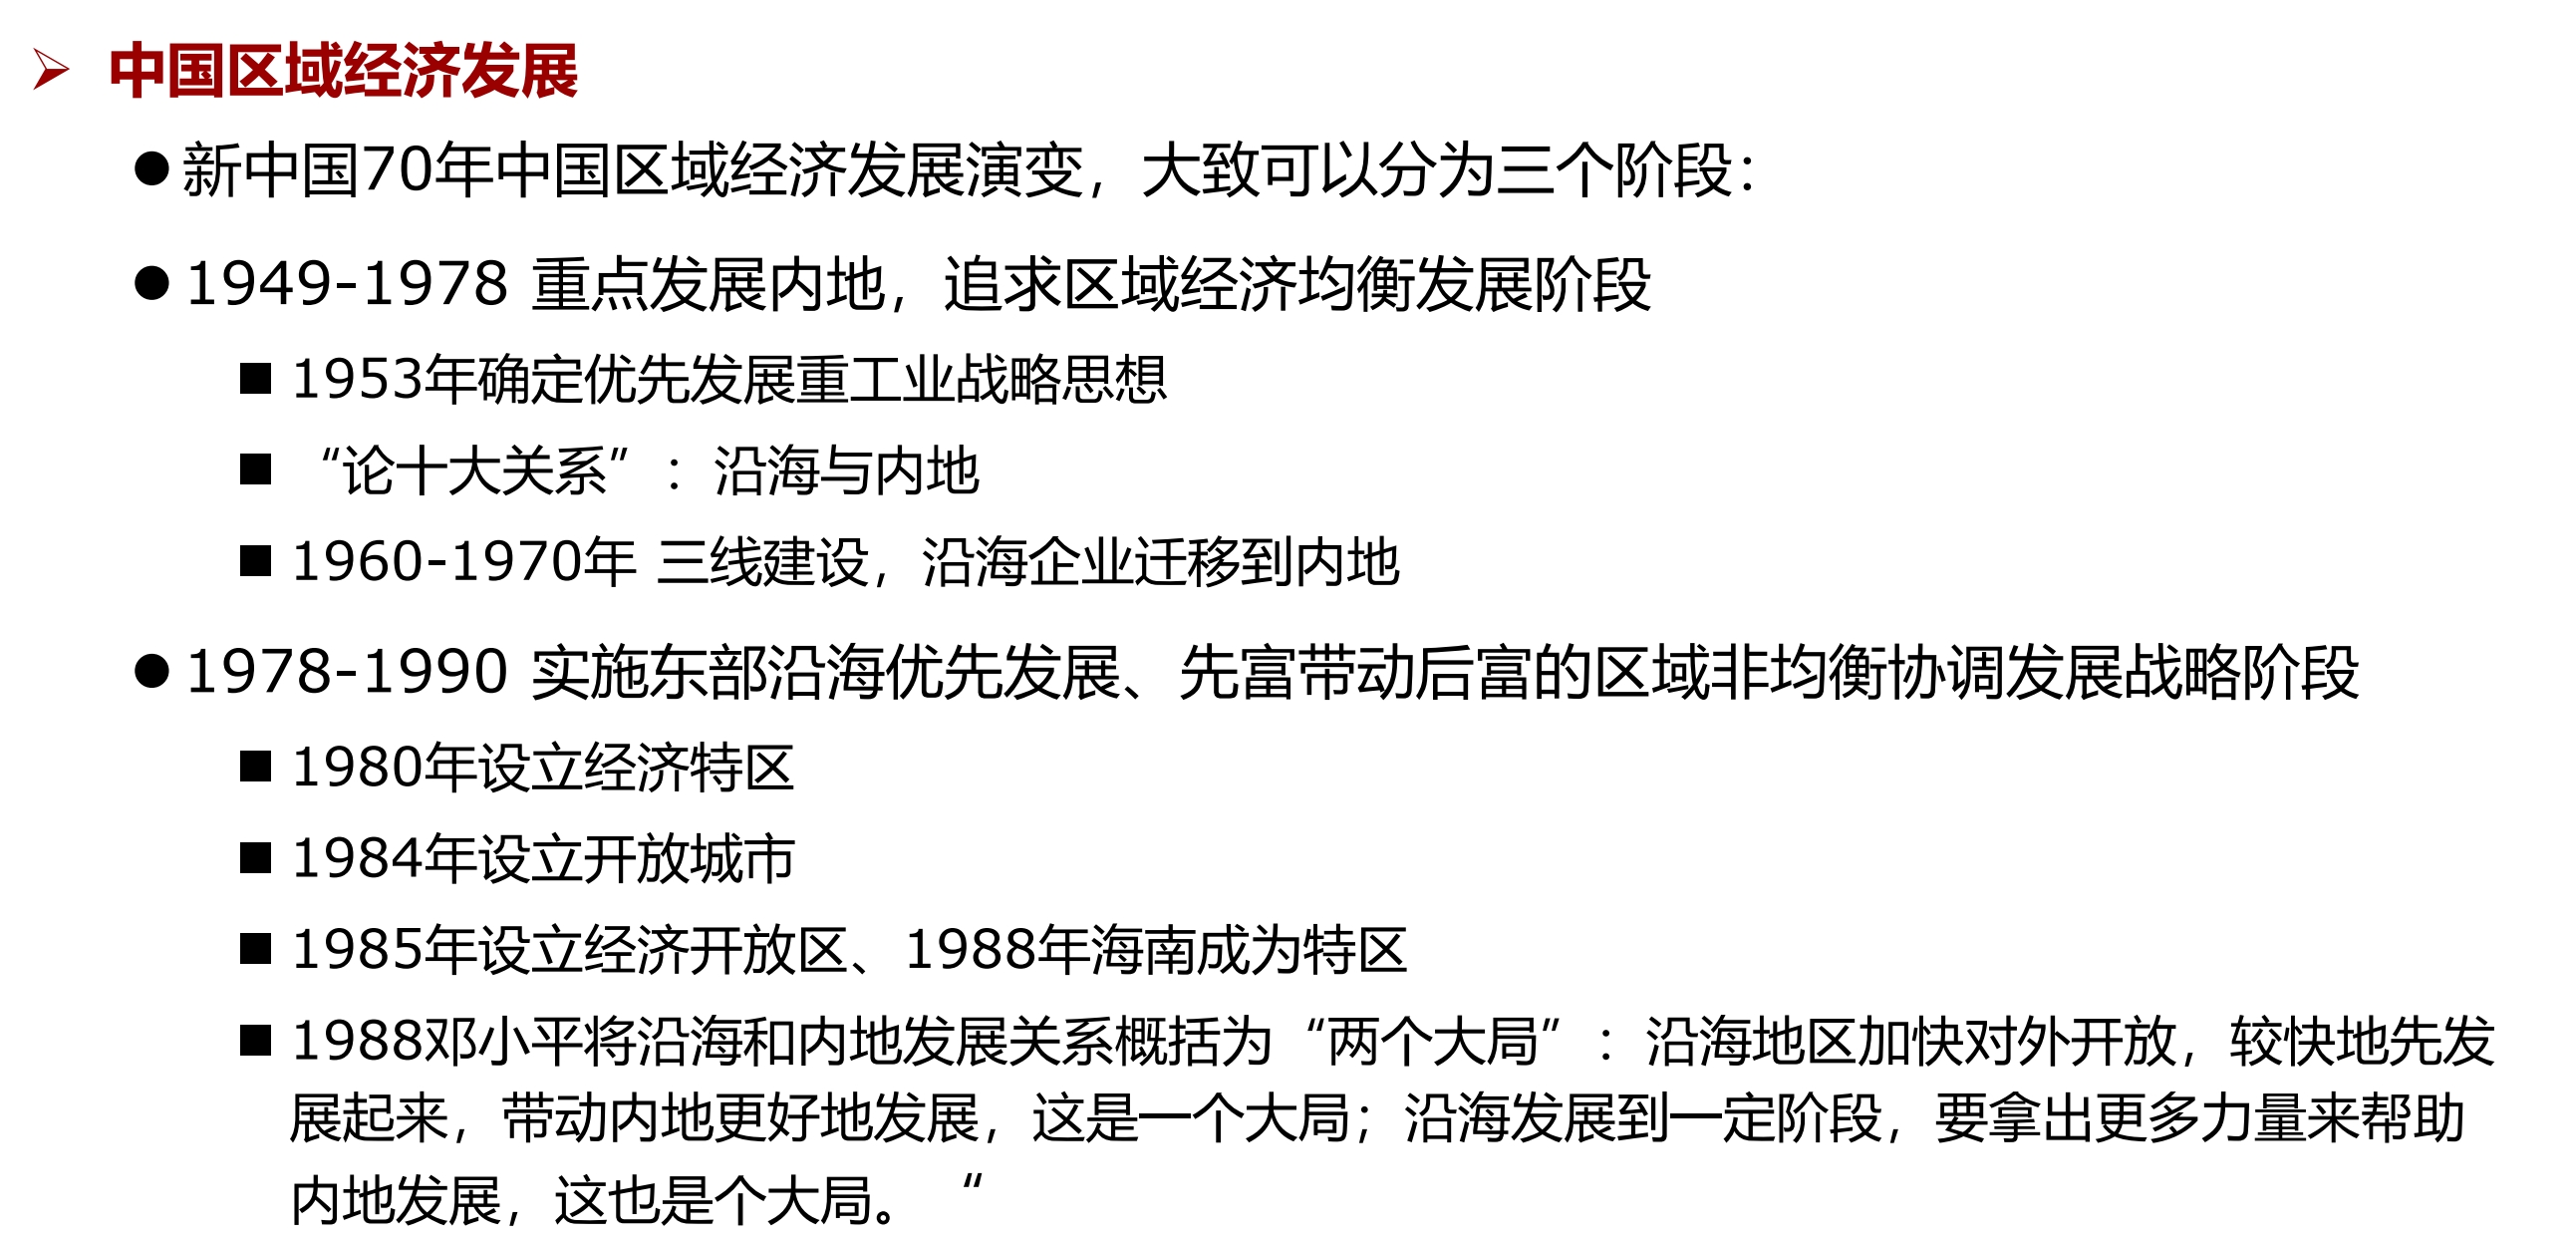 中国区域经济发展
新中国70年中国区域经济发展演变，大致可以分为三个阶段：
1949-1978 重点发展内地，追求区域经济均衡发展阶段
1953年确定优先发展重工业战略思想
“论十大关系”：沿海与内地
1960-1970年 三线建设，沿海企业迁移到内地
1978-1990 实施东部沿海优先发展、先富带动后富的区域非均衡协调发展战略阶段
1980年设立经济特区
1984年设立开放城市
1985年设立经济开放区、1988年海南成为特区
1988邓小平将沿海和内地发展关系概括为“两个大局”：沿海地区加快对外开放，较快地先发
展起来，带动内地更好地发展，这是一个大局；沿海发展到一定阶段，要拿出更多力量来帮助
内地发展，这也是个大局。“